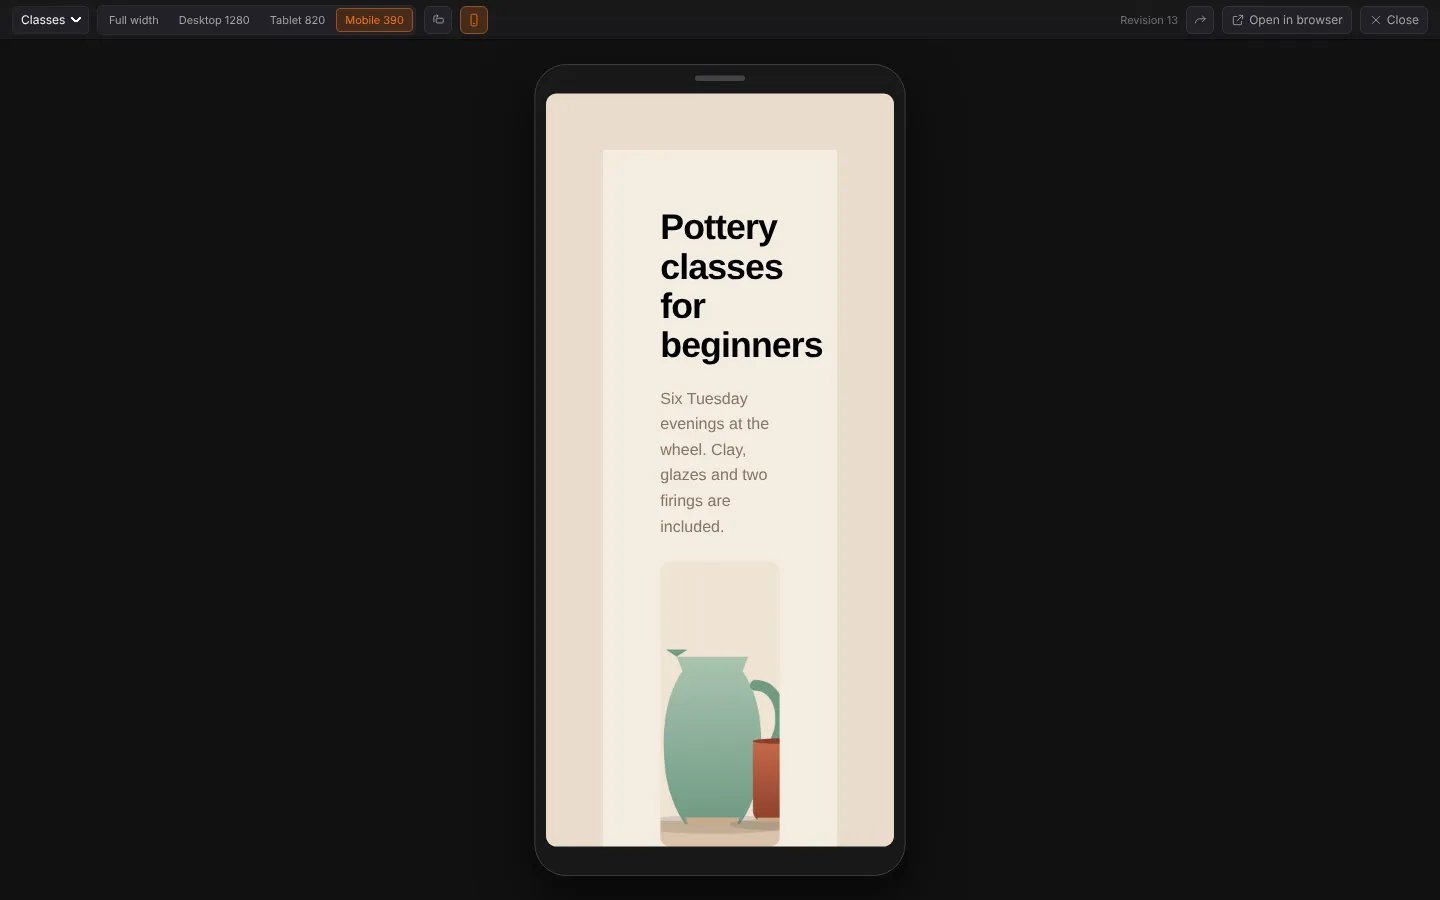 Classes
Full width
Desktop 1280
Tablet 820
Mobile 390
Revision 13
Open in browser
Close
Pottery
classes
for
beginners
Six Tuesday
evenings at the
wheel. Clay,
glazes and two
firings are
included.